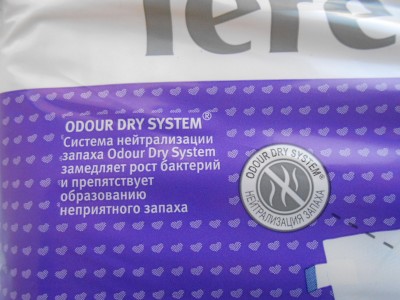 ODOUR DRY SYSTEM®
Система нейтрализации
запаха Odour Dry System
замедляет рост бактерий
и препятствует
образованию
неприятного запаха
ODOUR DRY SYSTEM®
НЕЙТРАЛИЗАЦИЯ ЗАПАХА